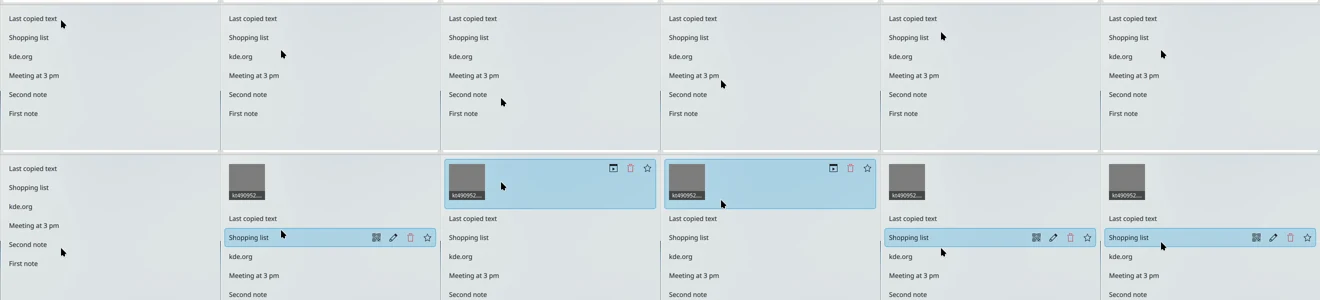 Last copied text
Shopping list
kde.org
Meeting at 3 pm
Second note
First note
Last copied text
Shopping list
kde.org
Meeting at 3 pm
Second note
First note
Last copied text
Shopping list
kde.org
Meeting at 3 pm
Second note
First note
Last copied text
Shopping list
kde.org
Meeting at 3 pm
Second note
First note
Last copied text
Shopping list
kde.org
Meeting at 3 pm
Second note
First note
Last copied text
Shopping list
kde.org
Meeting at 3 pm
Second note
First note
Last copied text
Shopping list
kde.org
Meeting at 3 pm
Second note
First note
kt490952...
Last copied text
Shopping list
kde.org
Meeting at 3 pm
Second note
kt490952...
Last copied text
Shopping list
kde.org
Meeting at 3 pm
Second note
kt490952...
Last copied text
Shopping list
kde.org
Meeting at 3 pm
Second note
kt490952...
Last copied text
Shopping list
kde.org
Meeting at 3 pm
Second note
kt490952...
Last copied text
Shopping list
kde.org
Meeting at 3 pm
Second note